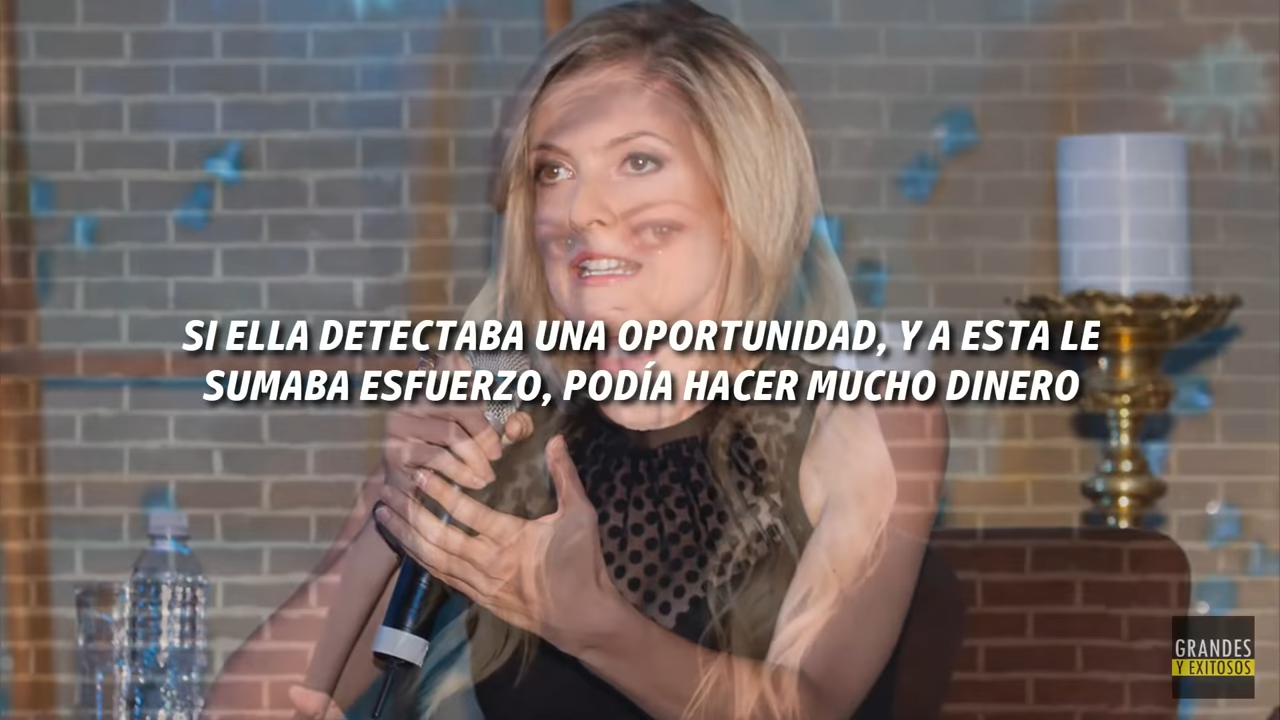 SI ELLA DETECTABA UNA OPORTUNIDAD, Y A ESTA LE
SUMABA ESFUERZO, PODÍA HACER MUCHO DINERO
GRANDES
Y EXITOSOS